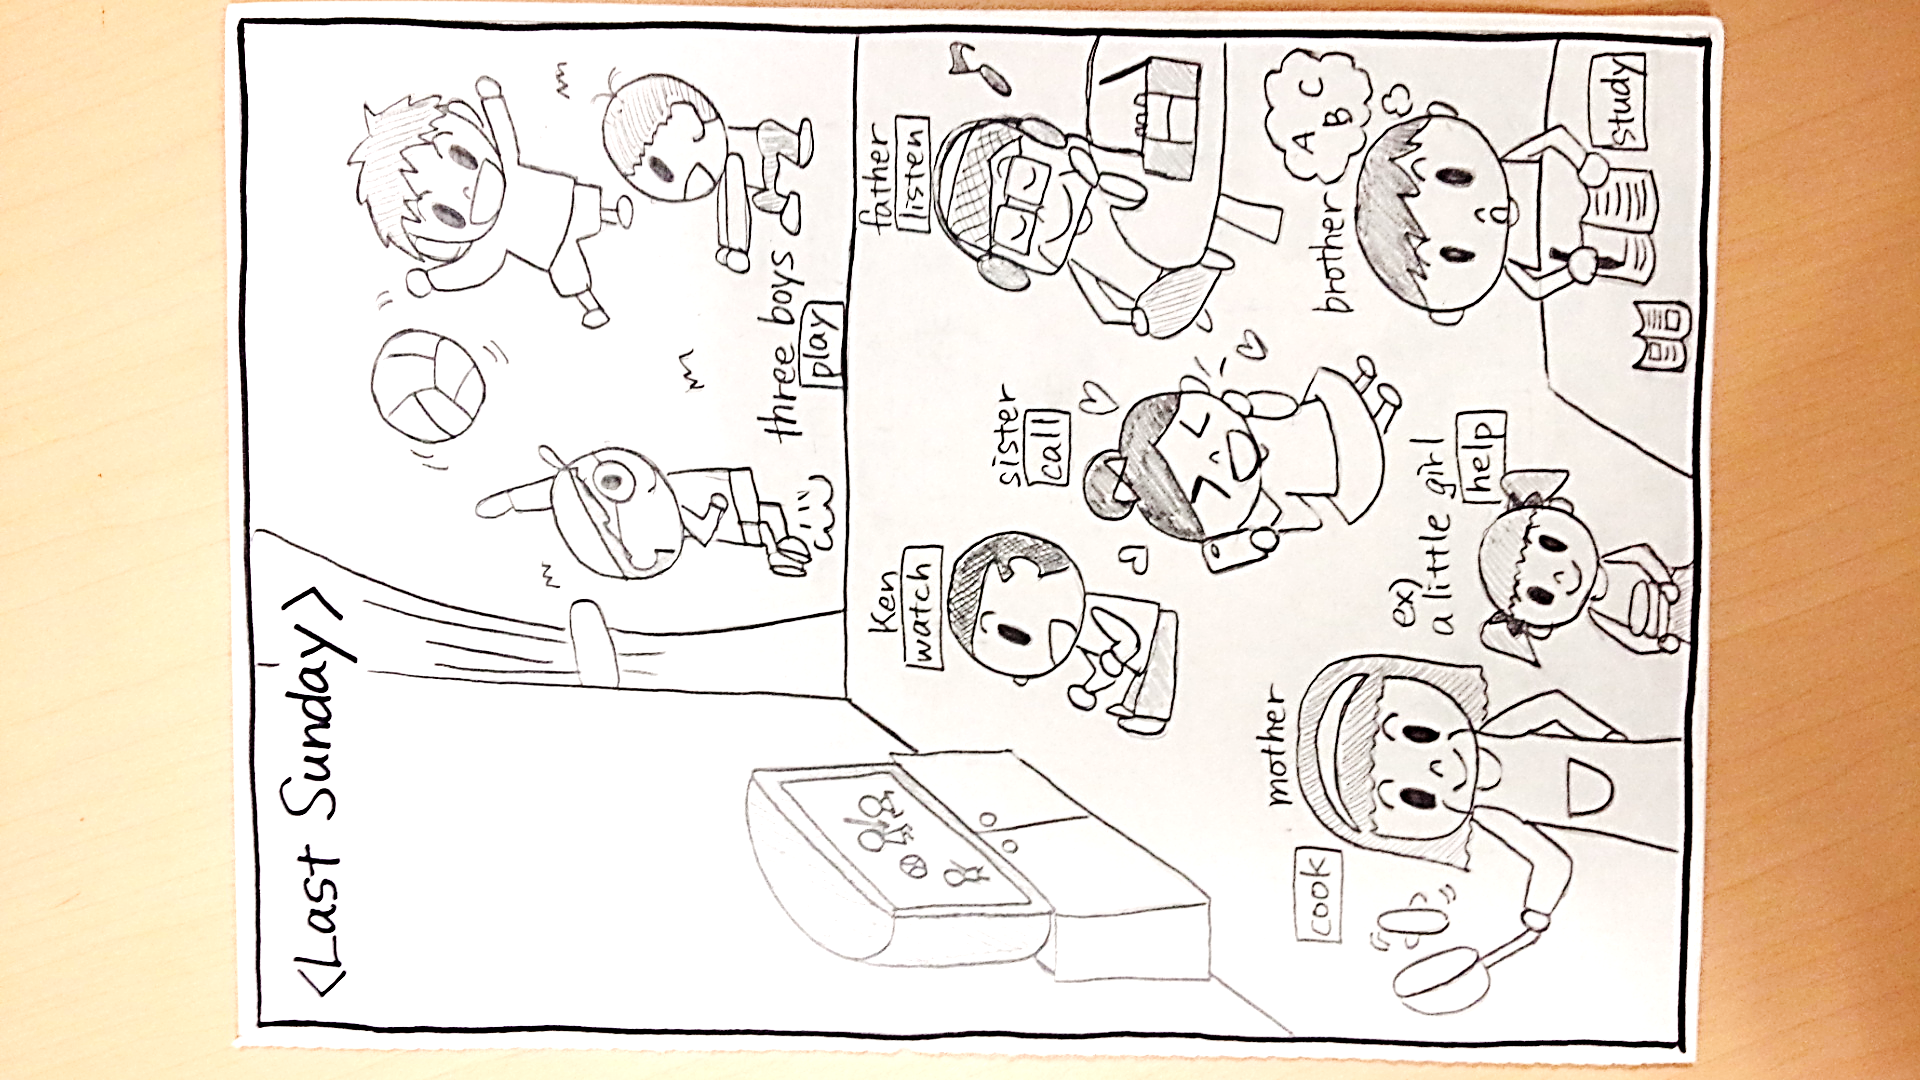 <Last Sunday>
three boys
play
father
listen
Ken
watch
sister
call
brother
A B C
study
mother
cook
ex)
a little girl
help